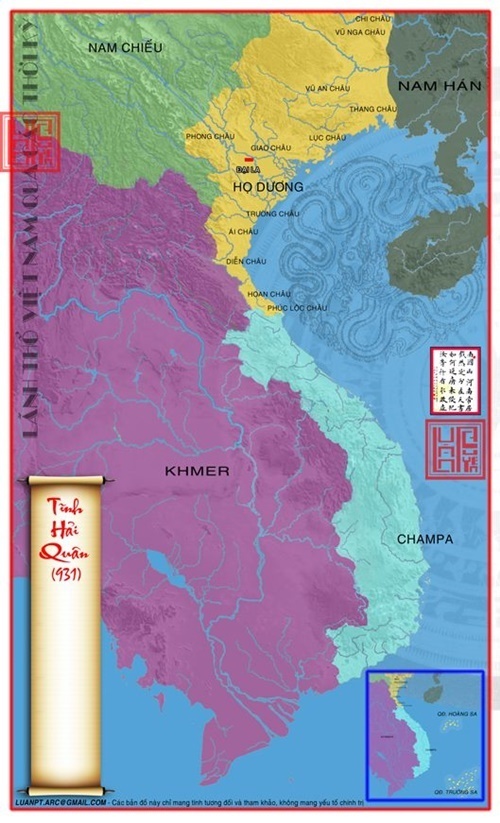 CHI CHÂU
VŨ NGA CHÂU
NAM CHIẾU
NAM HÁN
VŨ AN CHÂU
THANG CHÂU
PHONG CHÂU
LỤC CHÂU
GIAO CHÂU
ĐẠI LA
HỌ DƯƠNG
TRƯỜNG CHÂU
ÁI CHÂU
DIỄN CHÂU
HOAN CHÂU
PHÚC LỘC CHÂU
LÃNH THỔ VIỆT NAM QUA THỜI KỲ
KHMER
CHAMPA
Tĩnh
Hải
Quân
(931)
QĐ. HOÀNG SA
QĐ. TRƯỜNG SA
LUANPT.ARC@GMAIL.COM - Các bản đồ này chỉ mang tính tương đối và tham khảo, không mang yếu tố chính trị